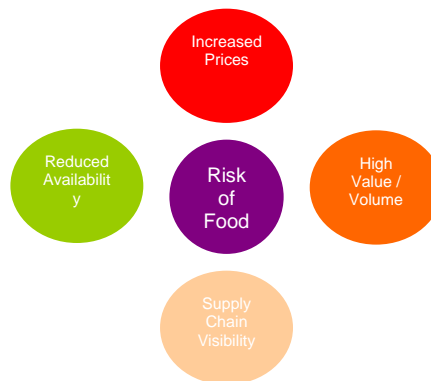 Increased
Prices
Reduced
Availabilit
y
Risk
of
Food
High
Value /
Volume
Supply
Chain
Visibility